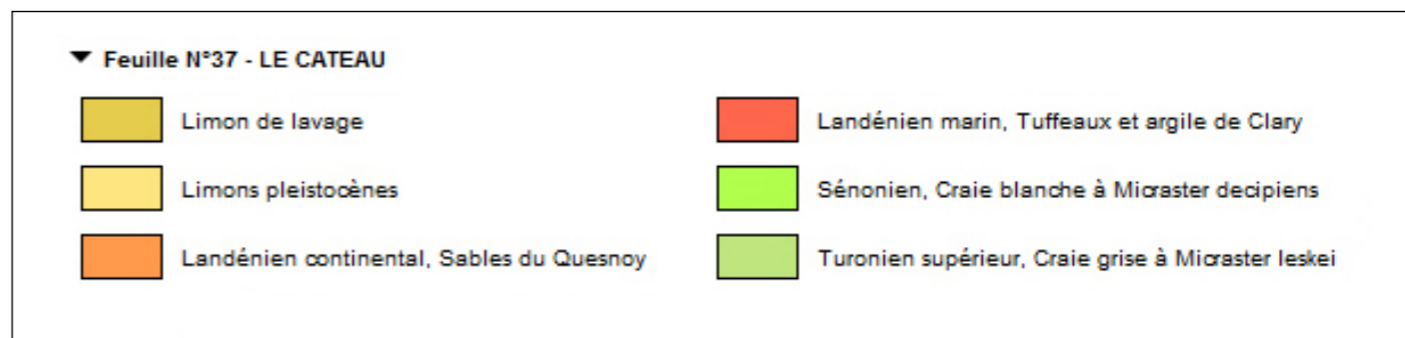 Feuille N°37 - LE CATEAU
Limon de lavage
Limons pleistocènes
Landénien continental, Sables du Quesnoy
Landénien marin, Tuffeaux et argile de Clary
Sénonien, Craie blanche à Micraster decipiens
Turonien supérieur, Craie grise à Micraster leskei